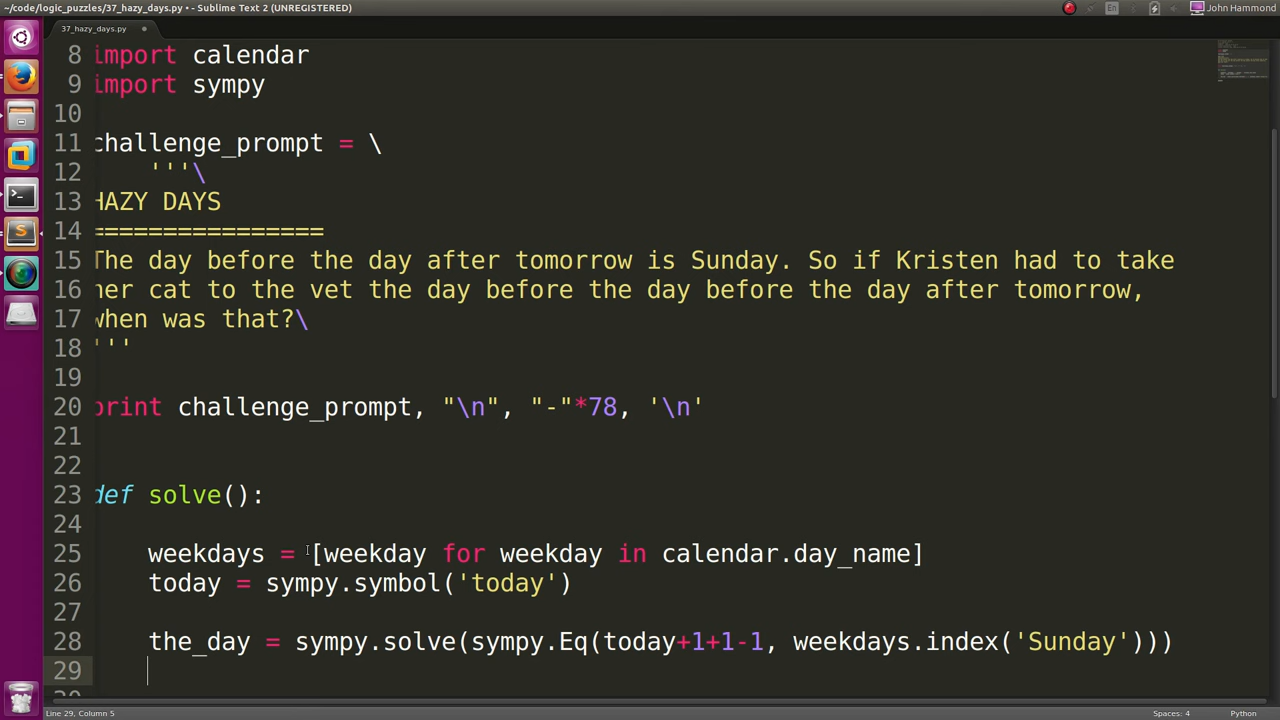 ~/code/logic_puzzles/37_hazy_days.py • - Sublime Text 2 (UNREGISTERED)
En
John Hammond
37_hazy_days.py
8 import calendar
9 import sympy
10
11 challenge_prompt = \
12 '''\
13 HAZY DAYS
14 ================
15 The day before the day after tomorrow is Sunday. So if Kristen had to take
16 her cat to the vet the day before the day before the day after tomorrow,
17 when was that?\
18 '''
19
20 print challenge_prompt, "\n", "-"*78, '\n'
21
22
23 def solve():
24
25 weekdays = [weekday for weekday in calendar.day_name]
26 today = sympy.symbol('today')
27
28 the_day = sympy.solve(sympy.Eq(today+1+1-1, weekdays.index('Sunday')))
29
Line 29, Column 5
Spaces: 4
Python